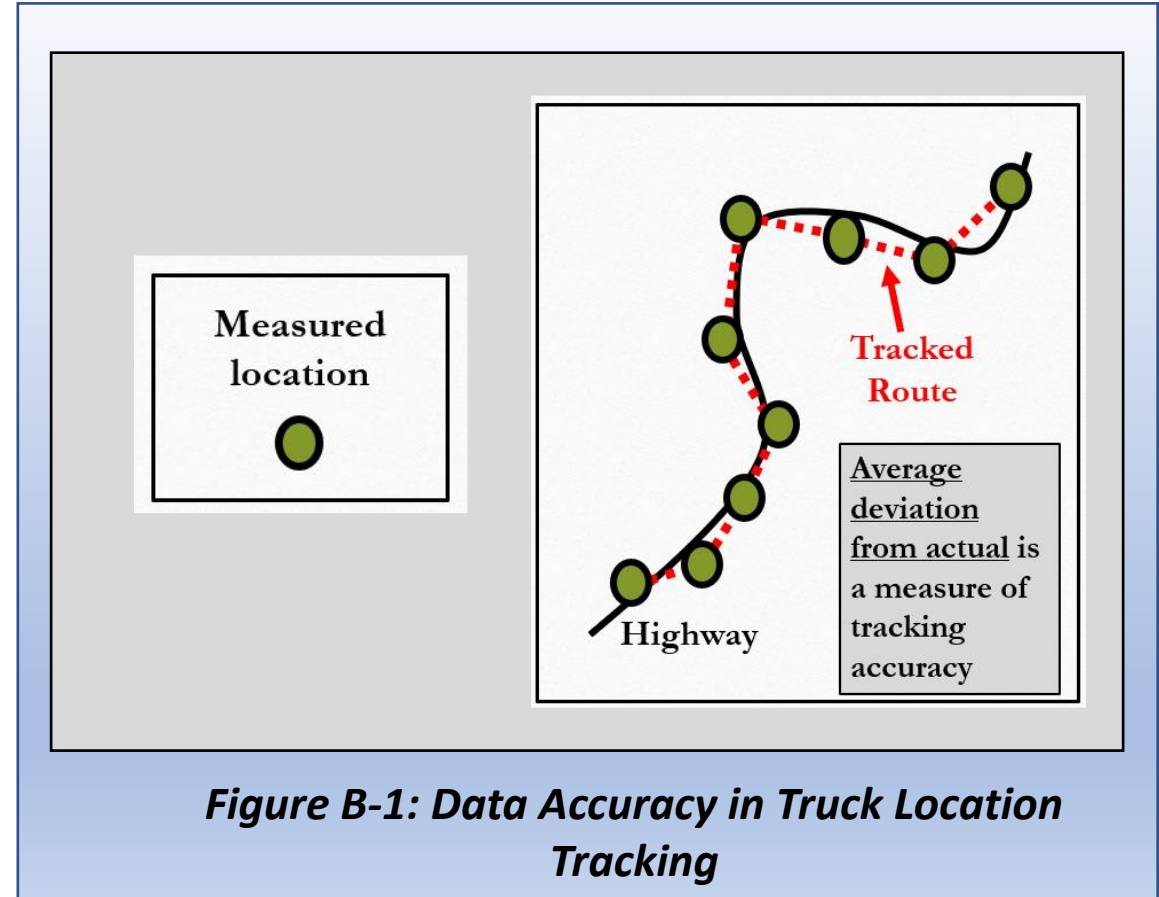 Measured
location
Tracked
Route
Highway
Average
deviation
from actual is
a measure of
tracking
accuracy
Figure B-1: Data Accuracy in Truck Location
Tracking